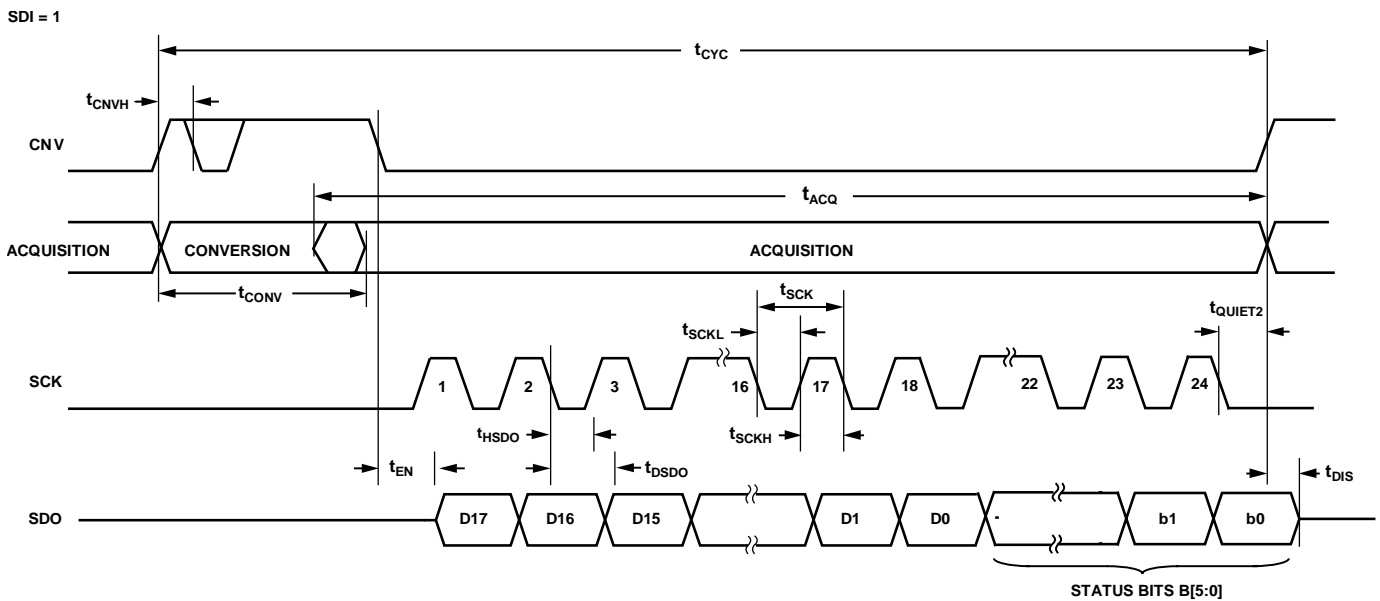 SDI = 1
tCYC
tCNVH
CNV
tACQ
ACQUISITION
CONVERSION
ACQUISITION
tCONV
tSCK
tQUIET2
tSCKL
SCK
1
2
3
16
17
18
22
23
24
tHSDO
tSCKH
tEN
tDSDO
tDIS
SDO
D17
D16
D15
D1
D0
b1
b0
STATUS BITS B[5:0]